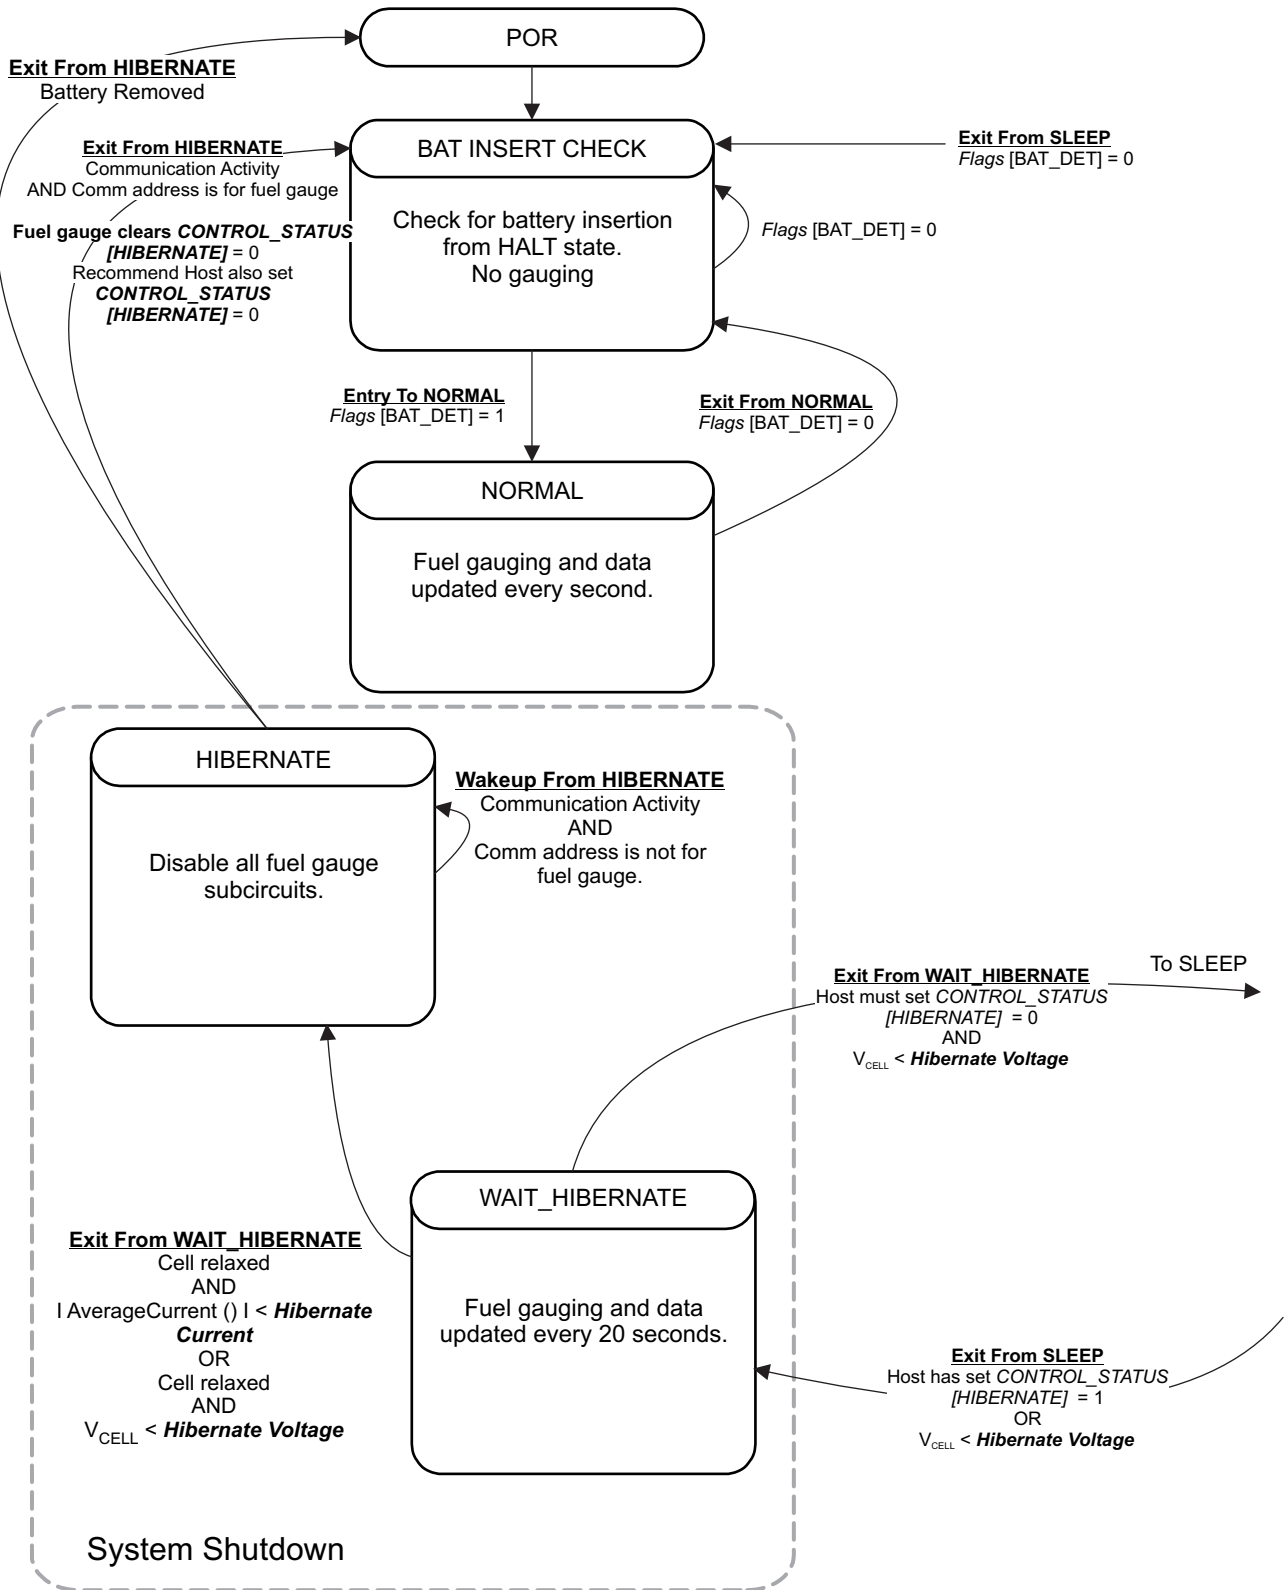 POR
Exit From HIBERNATE
Battery Removed
Exit From HIBERNATE
Communication Activity
AND Comm address is for fuel gauge
Fuel gauge clears CONTROL_STATUS
[HIBERNATE] = 0
Recommend Host also set
CONTROL_STATUS
[HIBERNATE] = 0
BAT INSERT CHECK
Check for battery insertion
from HALT state.
No gauging
Exit From SLEEP
Flags [BAT_DET] = 0
Flags [BAT_DET] = 0
Entry To NORMAL
Flags [BAT_DET] = 1
Exit From NORMAL
Flags [BAT_DET] = 0
NORMAL
Fuel gauging and data
updated every second.
HIBERNATE
Disable all fuel gauge
subcircuits.
Wakeup From HIBERNATE
Communication Activity
AND
Comm address is not for
fuel gauge.
Exit From WAIT_HIBERNATE
Host must set CONTROL_STATUS
[HIBERNATE] = 0
AND
VCELL < Hibernate Voltage
To SLEEP
WAIT_HIBERNATE
Fuel gauging and data
updated every 20 seconds.
Exit From WAIT_HIBERNATE
Cell relaxed
AND
I AverageCurrent () I < Hibernate
Current
OR
Cell relaxed
AND
VCELL < Hibernate Voltage
Exit From SLEEP
Host has set CONTROL_STATUS
[HIBERNATE] = 1
OR
VCELL < Hibernate Voltage
System Shutdown